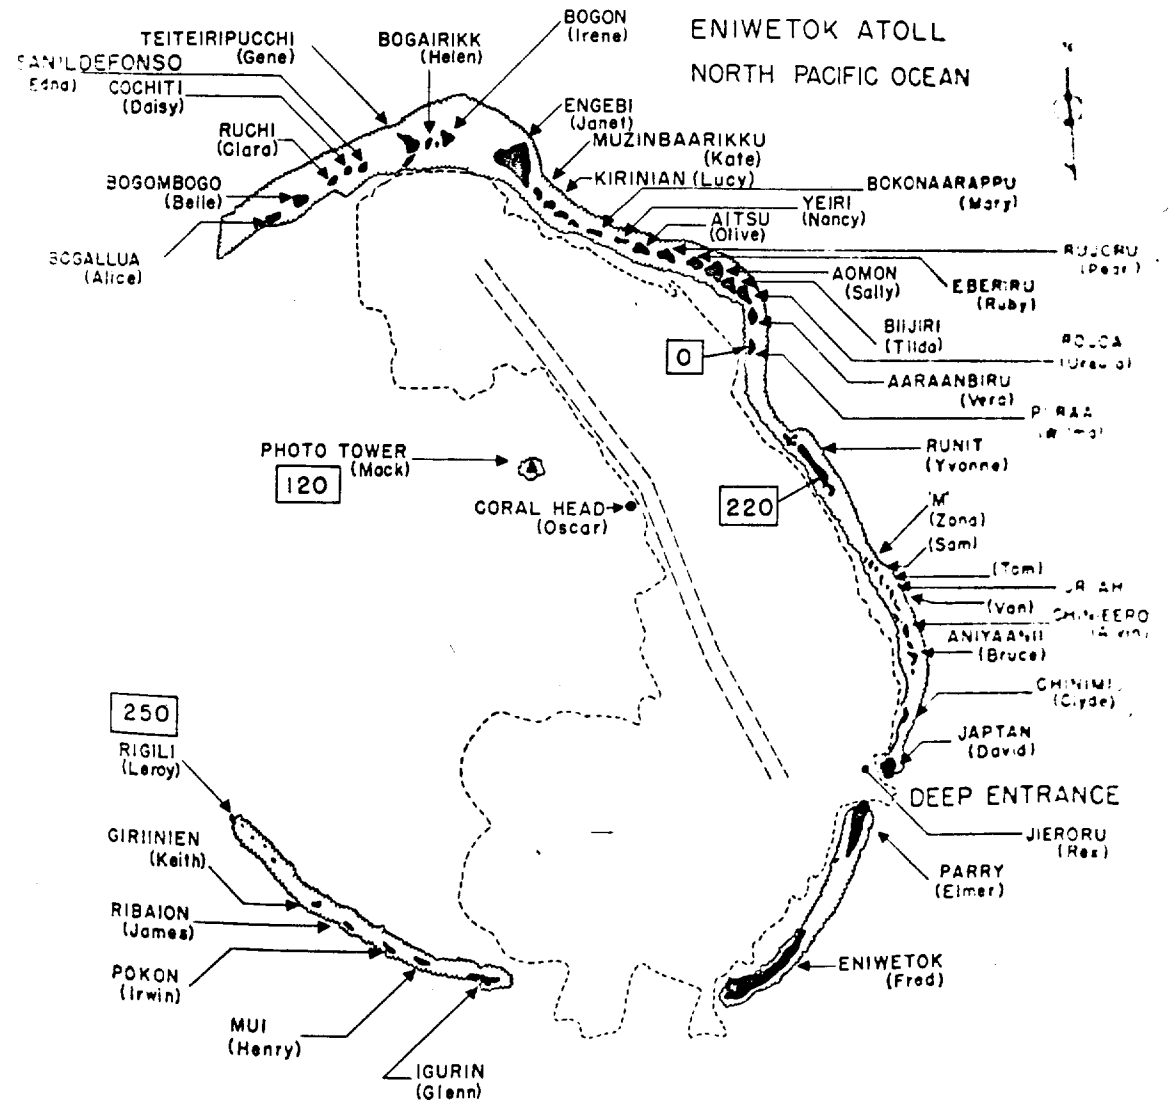 ENIWETOK ATOLL
NORTH PACIFIC OCEAN
BOGON
(Irene)
TEITEIRIPUCCHI
(Gene)
BOGAIRIKK
(Helen)
SAN ILDEFONSO
Edna)
COCHITI
(Daisy)
RUCHI
(Clara)
BOGOMBOGO
(Belle)
BOGALLUA
(Alice)
ENGEBI
(Janet)
MUZINBAARIKKU
(Kate)
KIRINIAN (Lucy)
BOKONAARAPPU
(Mary)
YEIRI
(Nancy)
AITSU
(Olive)
(Pearl)
EBERIRU
(Ruby)
AOMON
(Sally)
BIIJIRI
(Tilda)
0
AARAANBIRU
(Vera)
RUNIT
(Yvonne)
PHOTO TOWER
(Mack)
120
CORAL HEAD
(Oscar)
220
'M'
(Zona)
(Sam)
(Tom)
(Van)
ANIYAANII
(Bruce)
(Clyde)
JAPTAN
(David)
DEEP ENTRANCE
JIERORU
(Rex)
PARRY
(Elmer)
ENIWETOK
(Fred)
250
RIGILI
(Leroy)
GIRIINIEN
(Keith)
RIBAION
(James)
POKON
(Irwin)
MUI
(Henry)
IGURIN
(Glenn)